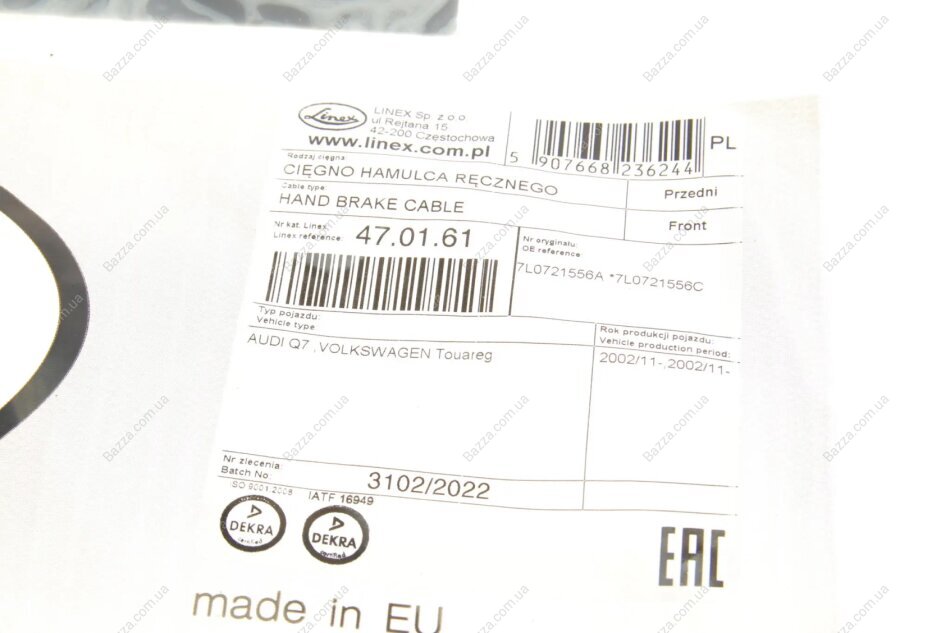 Linex
LINEX Sp. z o.o.
ul Rejtana 15
42-200 Częstochowa
www.linex.com.pl
5 907668 236244
PL
Rodzaj cięgna:
CIĘGNO HAMULCA RĘCZNEGO
Przedni
Cable type:
HAND BRAKE CABLE
Front
Nr kat. Linex:
Linex reference:
47.01.61
Nr oryginału:
OE reference:
7L0721556A *7L0721556C
Typ pojazdu:
Vehicle type
AUDI Q7 ,VOLKSWAGEN Touareg
Rok produkcji pojazdu:
Vehicle production period:
2002/11-,2002/11-
Nr zlecenia:
Batch No
3102/2022
ISO 9001:2008
IATF 16949
DEKRA
certified
DEKRA
certified
EAC
made in EU
Bazza.com.ua